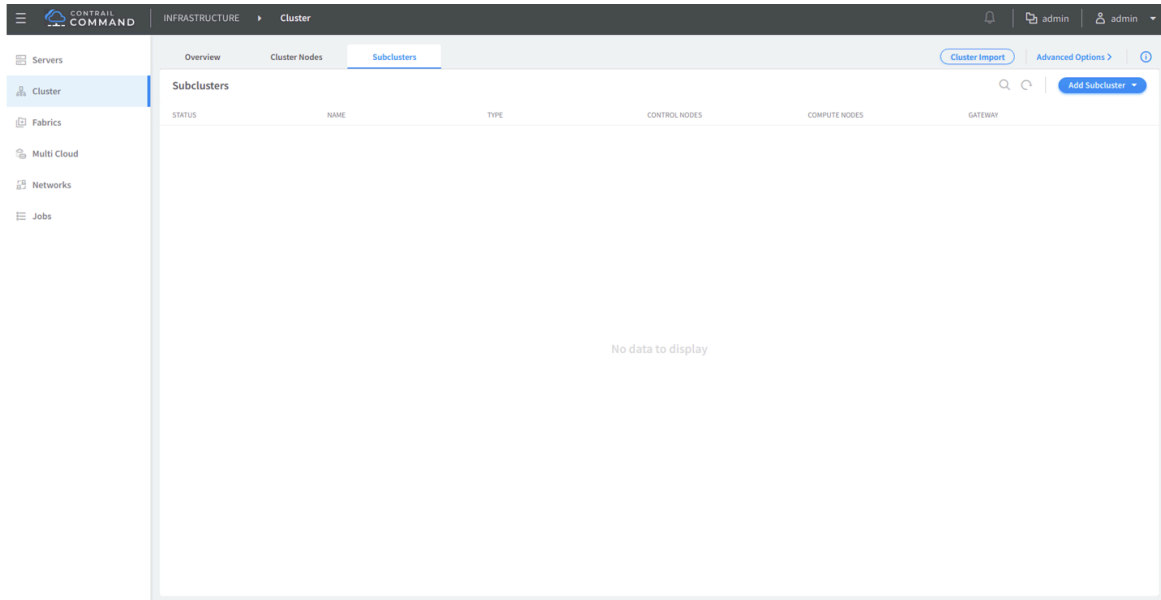 CONTRAIL
COMMAND
INFRASTRUCTURE Cluster
admin admin
Servers
Cluster
Fabrics
Multi Cloud
Networks
Jobs
Overview Cluster Nodes Subclusters Cluster Import Advanced Options >
Subclusters Add Subcluster
STATUS NAME TYPE CONTROL NODES COMPUTE NODES GATEWAY
No data to display